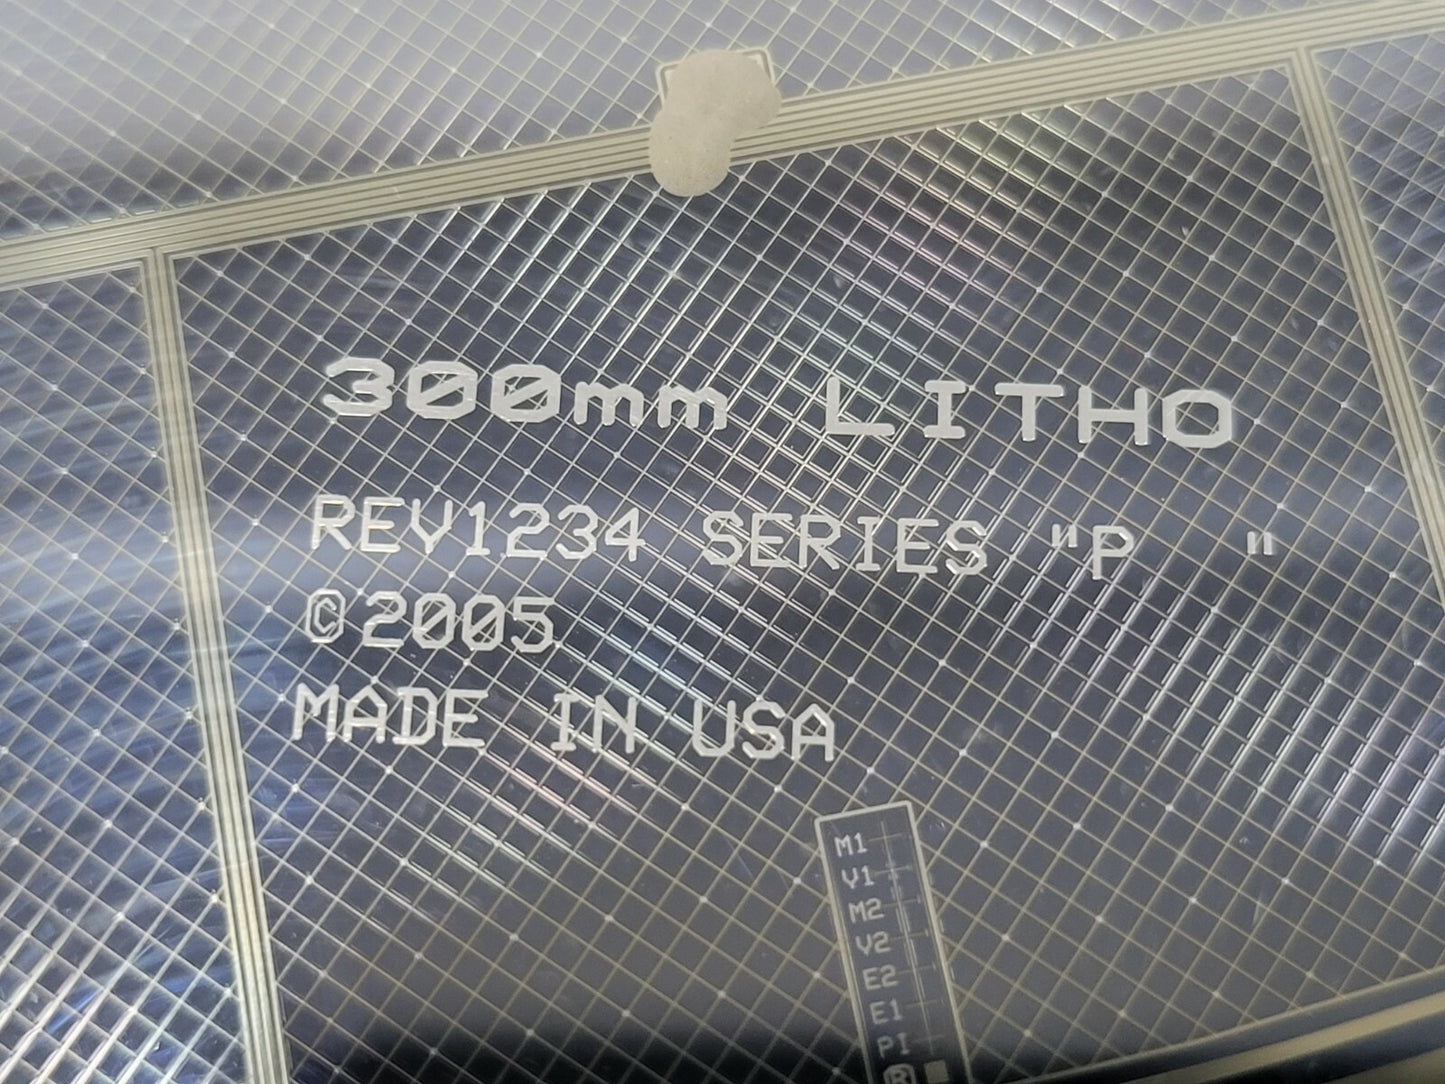 300mm LITHO
REV1234 SERIES "P    "
©2005
MADE IN USA
M1
V1
M2
V2
E2
E1
PI
®